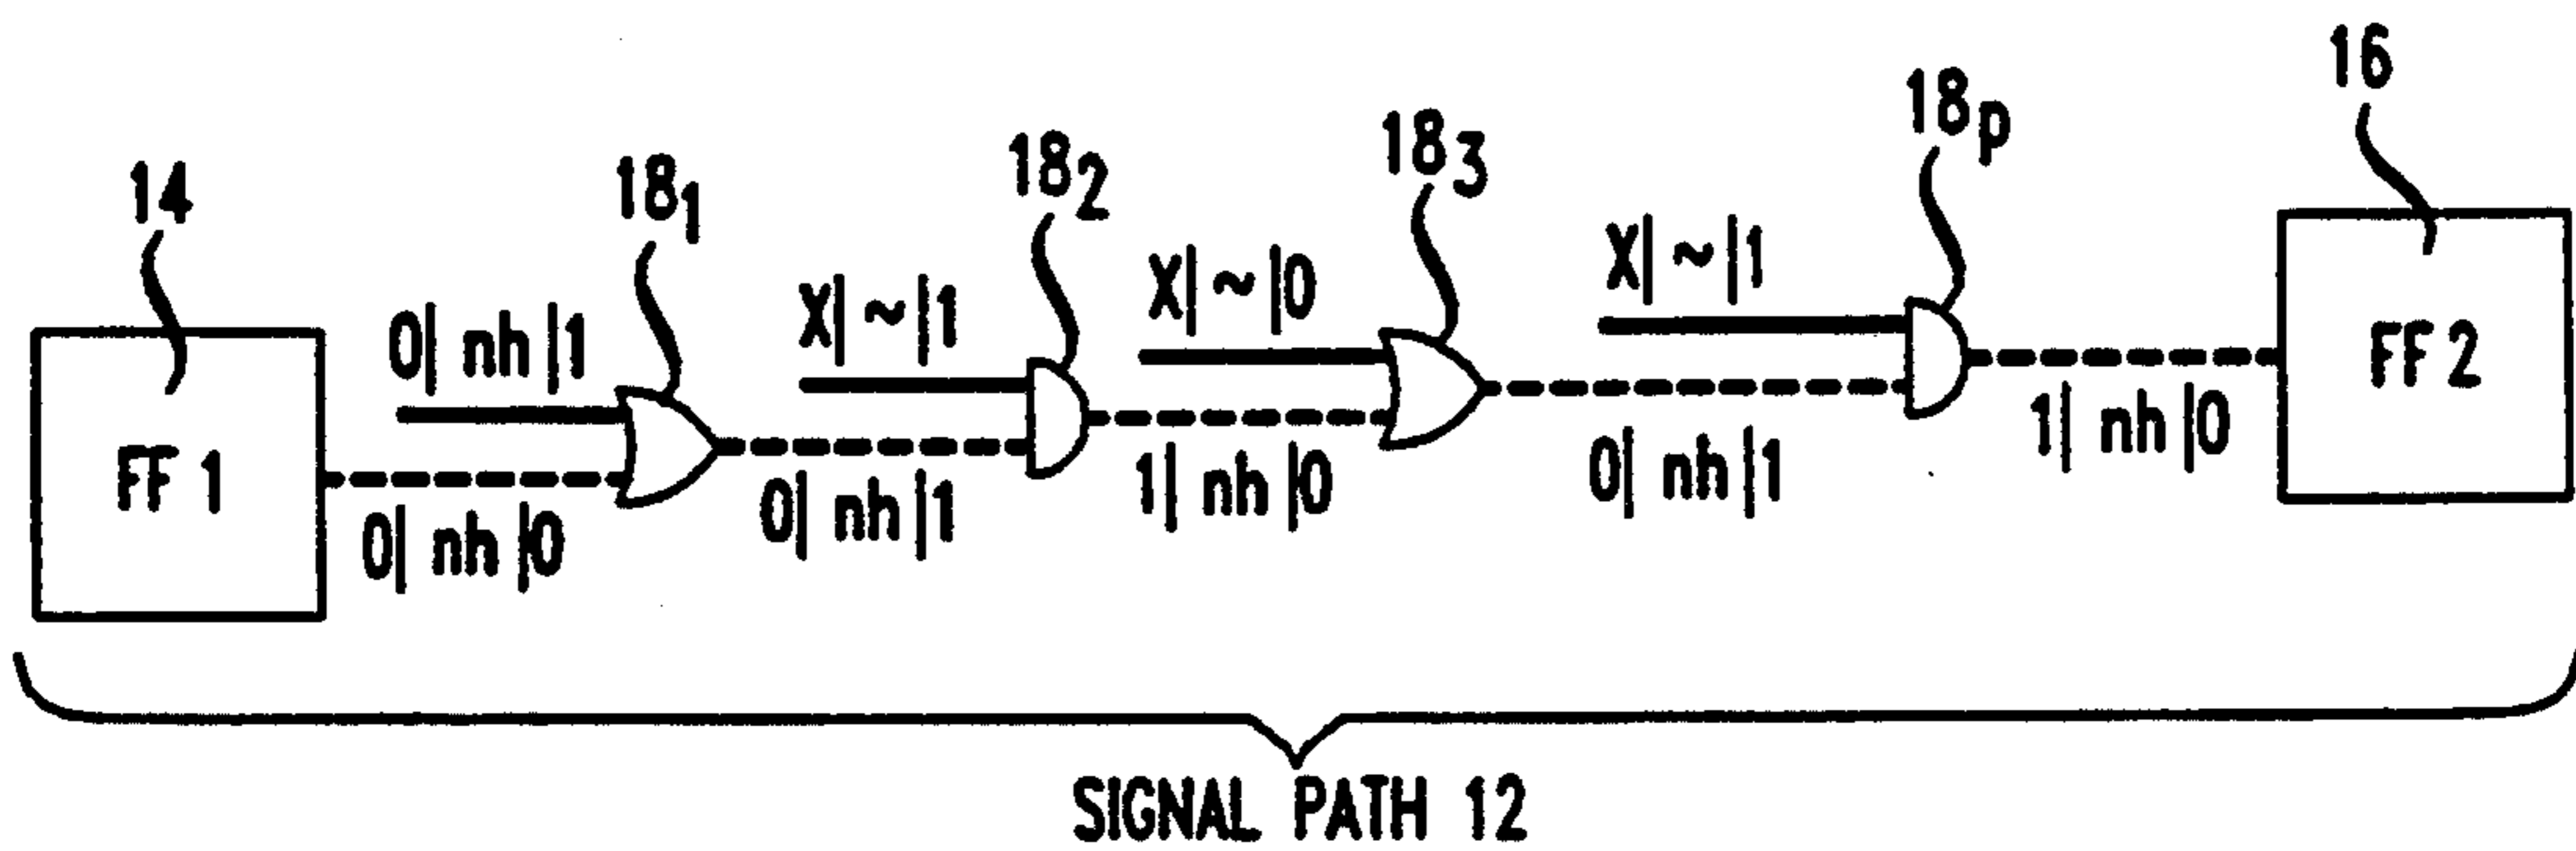 14
18₁
18₂
18₃
18p
16
FF 1
0| nh |1
0| nh |0
X| ~ |1
0| nh |1
X| ~ |0
1| nh |0
X| ~ |1
0| nh |1
1| nh |0
FF 2
SIGNAL PATH 12